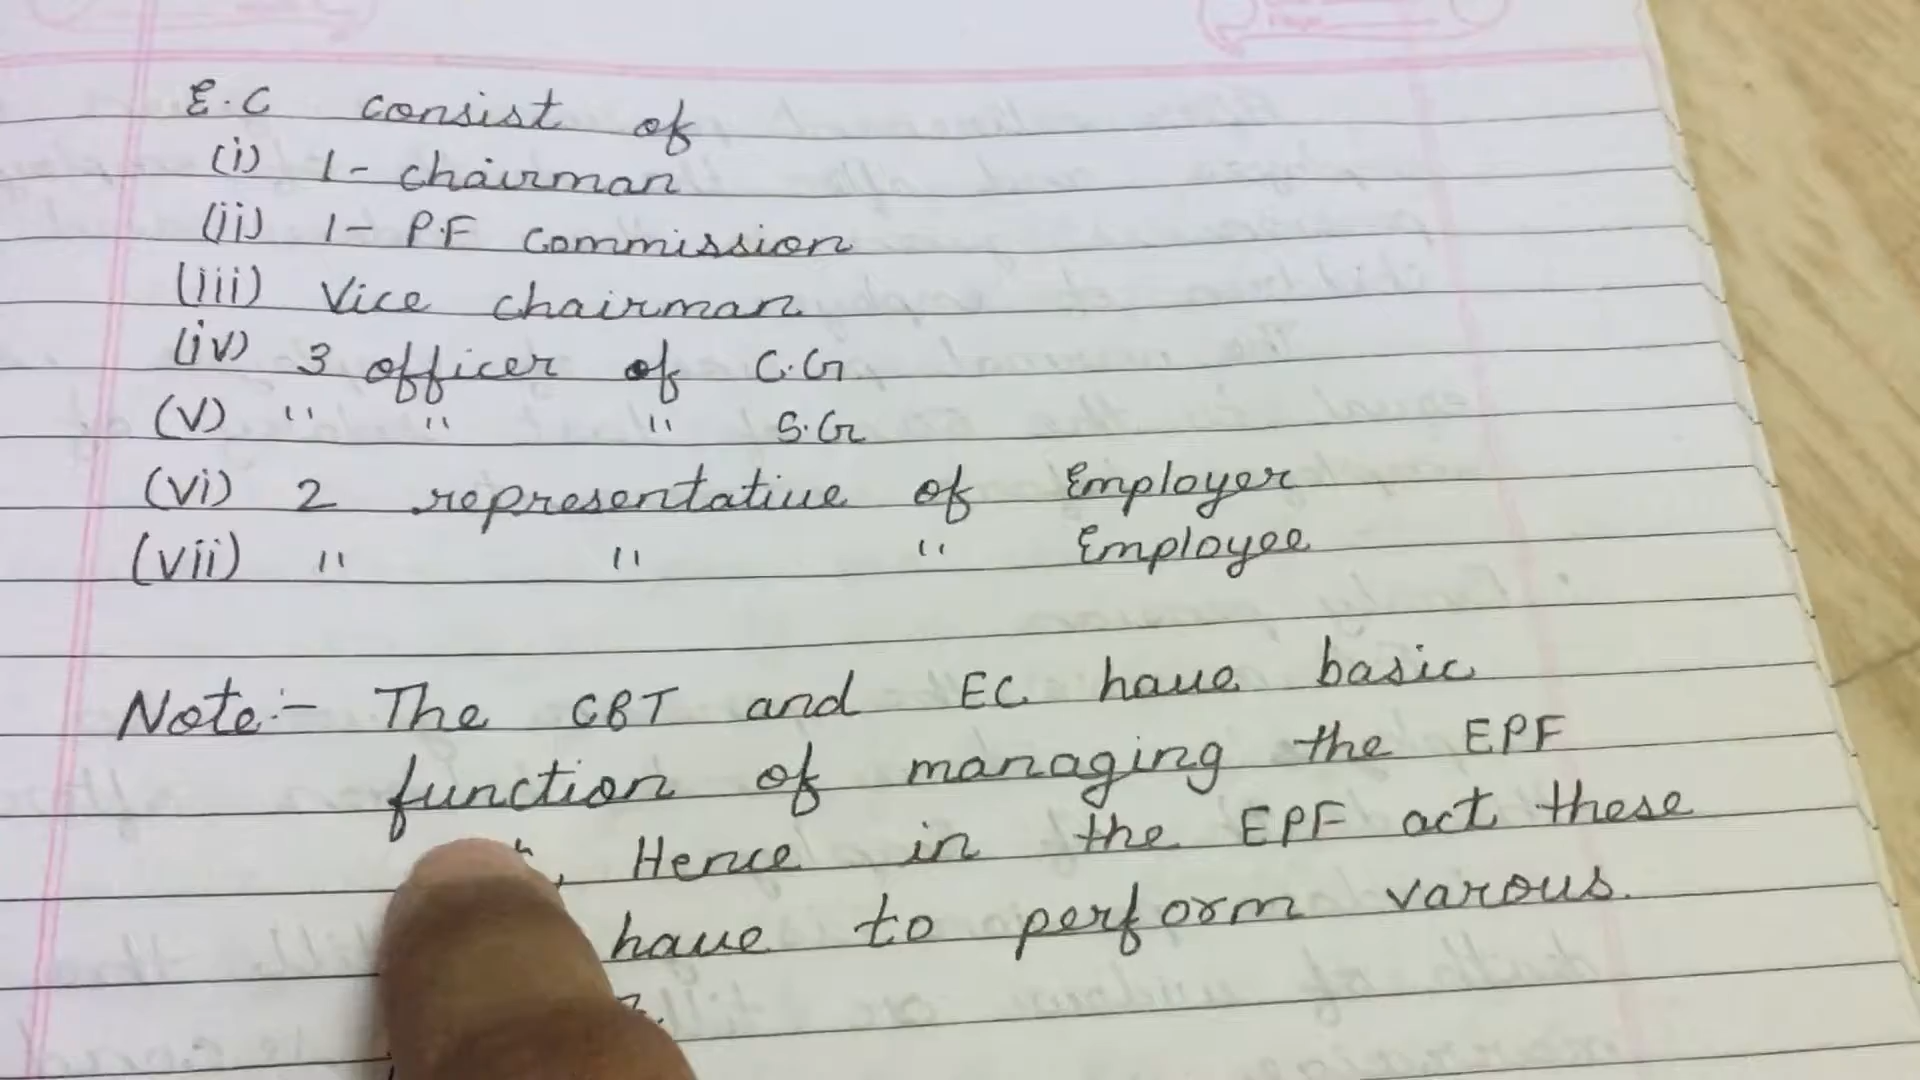 E.C consist of
(i) 1- chairman
(ii) 1- P.F commission
(iii) Vice chairman
(iv) 3 officer of C.G
(v) " " " S.G
(vi) 2 representative of Employer
(vii) " " " Employee
Note:- The CBT and EC have basic
function of managing the EPF
Hence in the EPF act these
have to perform varous.